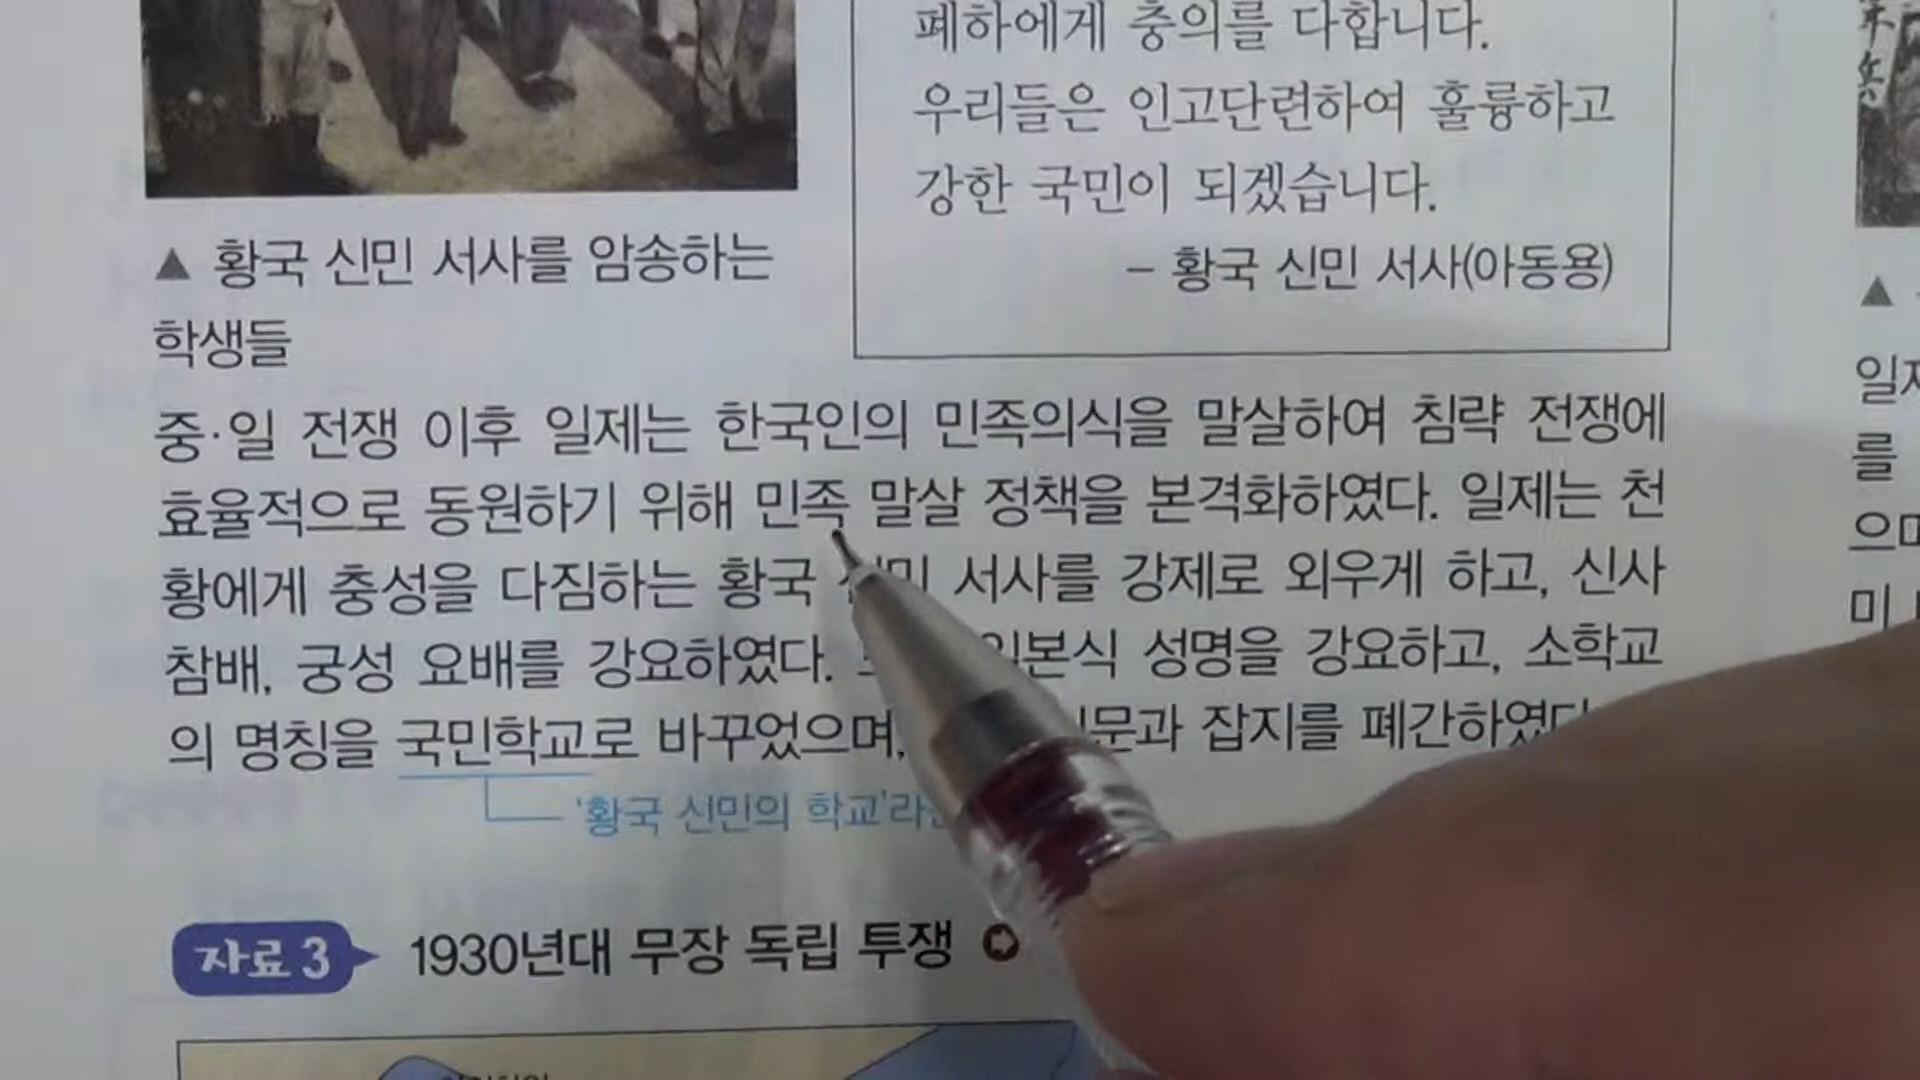 폐하에게 충의를 다합니다.
우리들은 인고단련하여 훌륭하고
강한 국민이 되겠습니다.
- 황국 신민 서사(아동용)
▲ 황국 신민 서사를 암송하는
학생들
중·일 전쟁 이후 일제는 한국인의 민족의식을 말살하여 침략 전쟁에
효율적으로 동원하기 위해 민족 말살 정책을 본격화하였다. 일제는 천
황에게 충성을 다짐하는 황국 서사를 강제로 외우게 하고, 신사
참배, 궁성 요배를 강요하였다. 일본식 성명을 강요하고, 소학교
의 명칭을 국민학교로 바꾸었으며, 잡지를 폐간하였다
'황국 신민의 학교'라는
자료 3 1930년대 무장 독립 투쟁
▲
를
으며